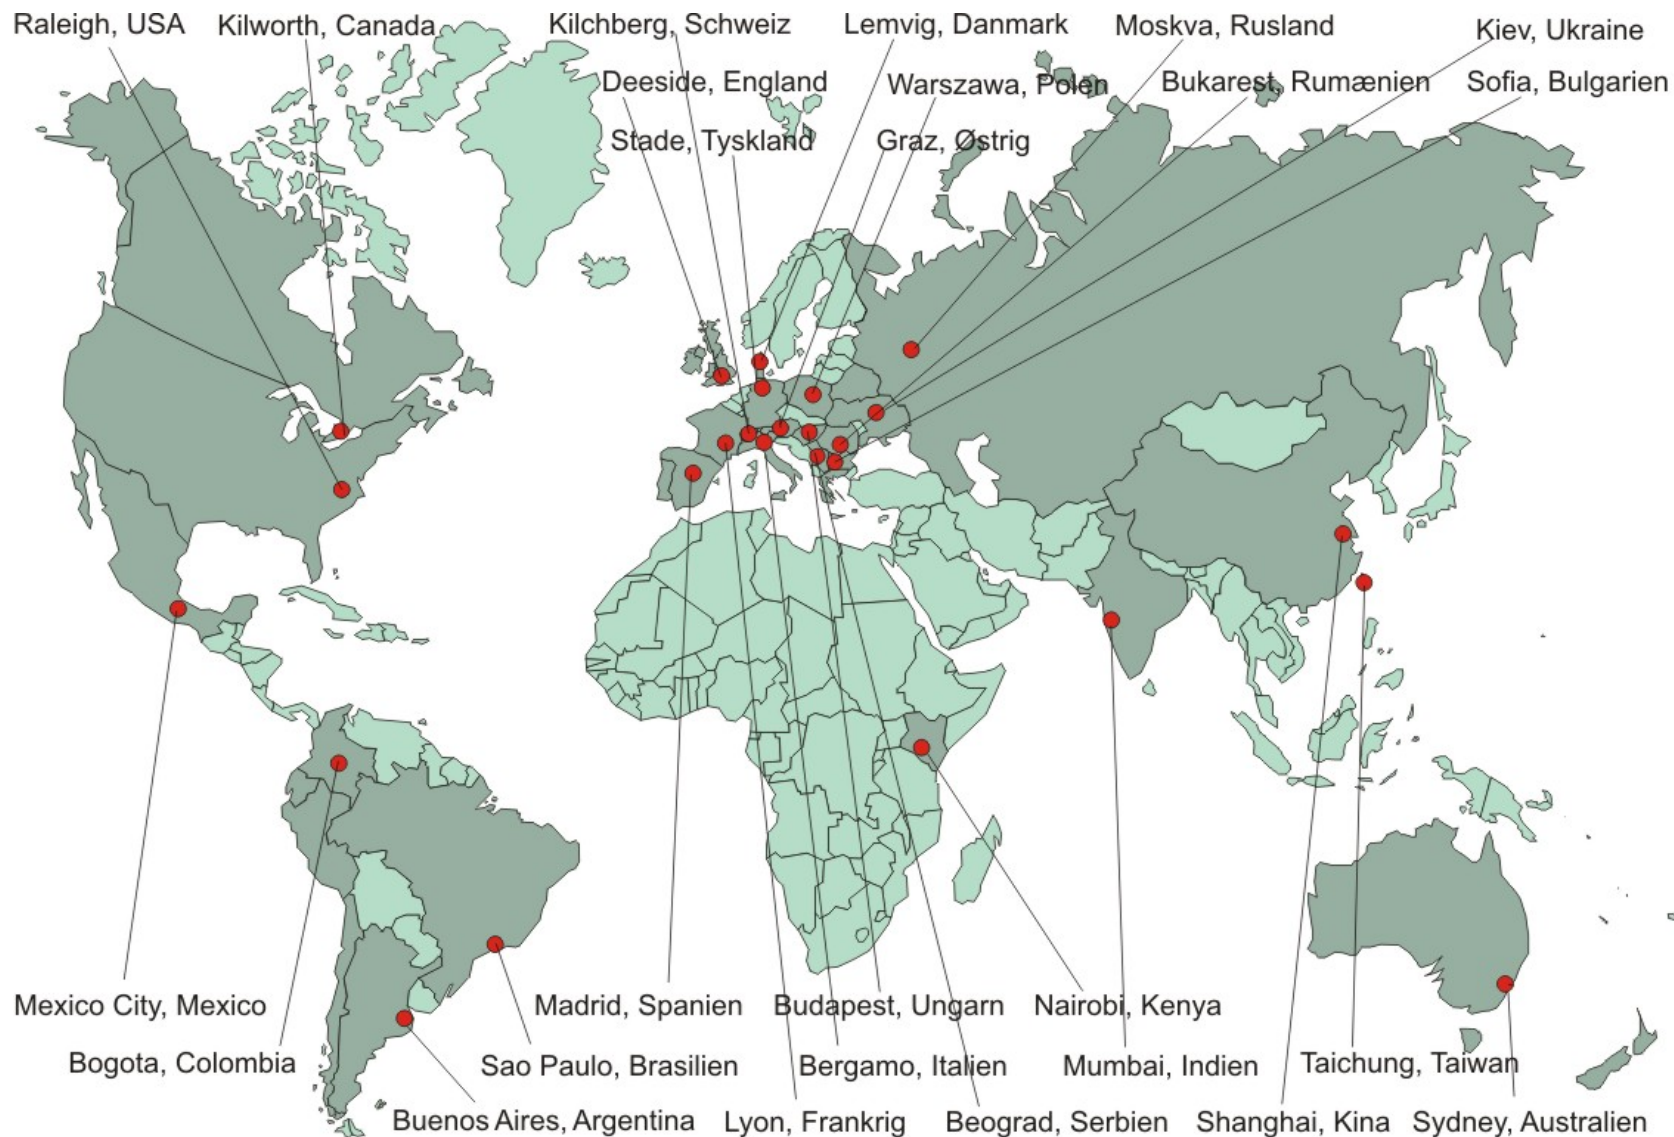 Raleigh, USA
Kilworth, Canada
Kilchberg, Schweiz
Lemvig, Danmark
Moskva, Rusland
Kiev, Ukraine
Deeside, England
Warszawa, Polen
Bukarest, Rumænien
Sofia, Bulgarien
Stade, Tyskland
Graz, Østrig
Mexico City, Mexico
Madrid, Spanien
Budapest, Ungarn
Nairobi, Kenya
Bogota, Colombia
Sao Paulo, Brasilien
Bergamo, Italien
Mumbai, Indien
Taichung, Taiwan
Buenos Aires, Argentina
Lyon, Frankrig
Beograd, Serbien
Shanghai, Kina
Sydney, Australien